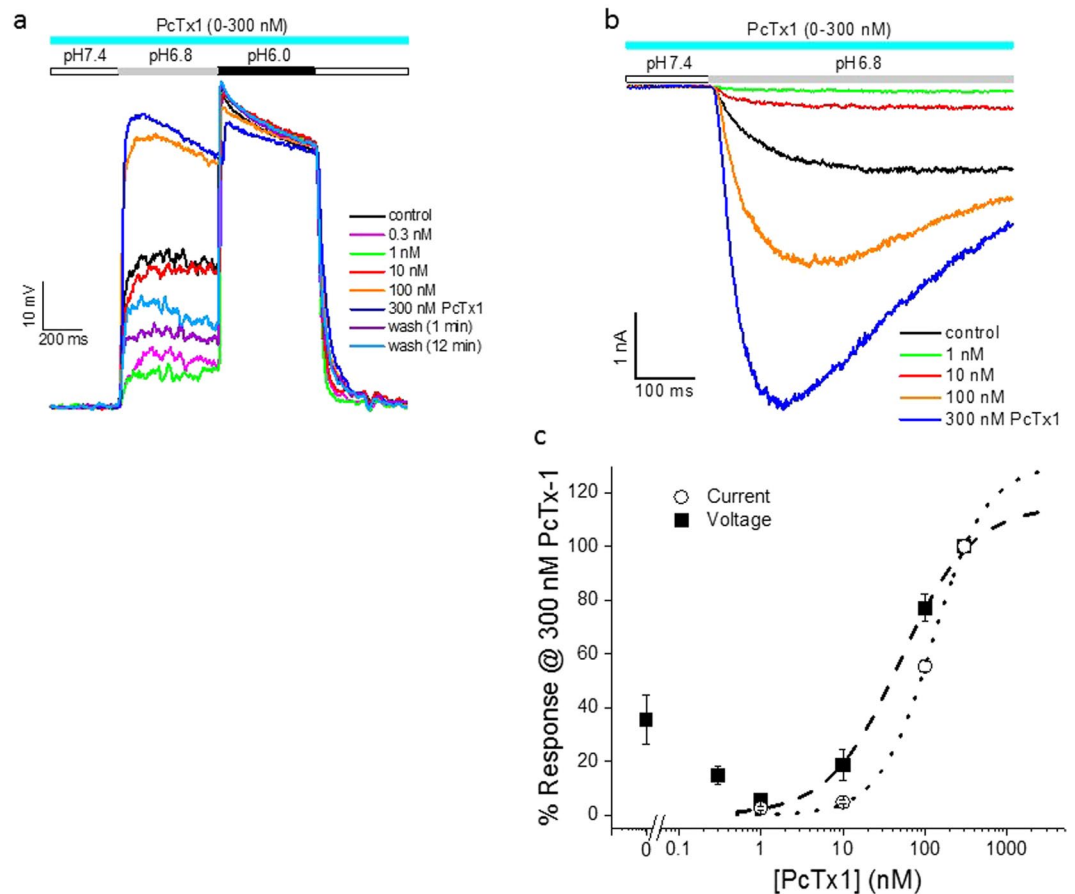 a
PcTx1 (0-300 nM)
pH7.4 pH6.8 pH6.0
control
0.3 nM
1 nM
10 nM
100 nM
300 nM PcTx1
wash (1 min)
wash (12 min)
10 mV
200 ms
b
PcTx1 (0-300 nM)
pH7.4 pH6.8
1 nA
100 ms
control
1 nM
10 nM
100 nM
300 nM PcTx1
c
% Response @ 300 nM PcTx-1
120
100
80
60
40
20
0
Current
Voltage
0 0.1 1 10 100 1000
[PcTx1] (nM)